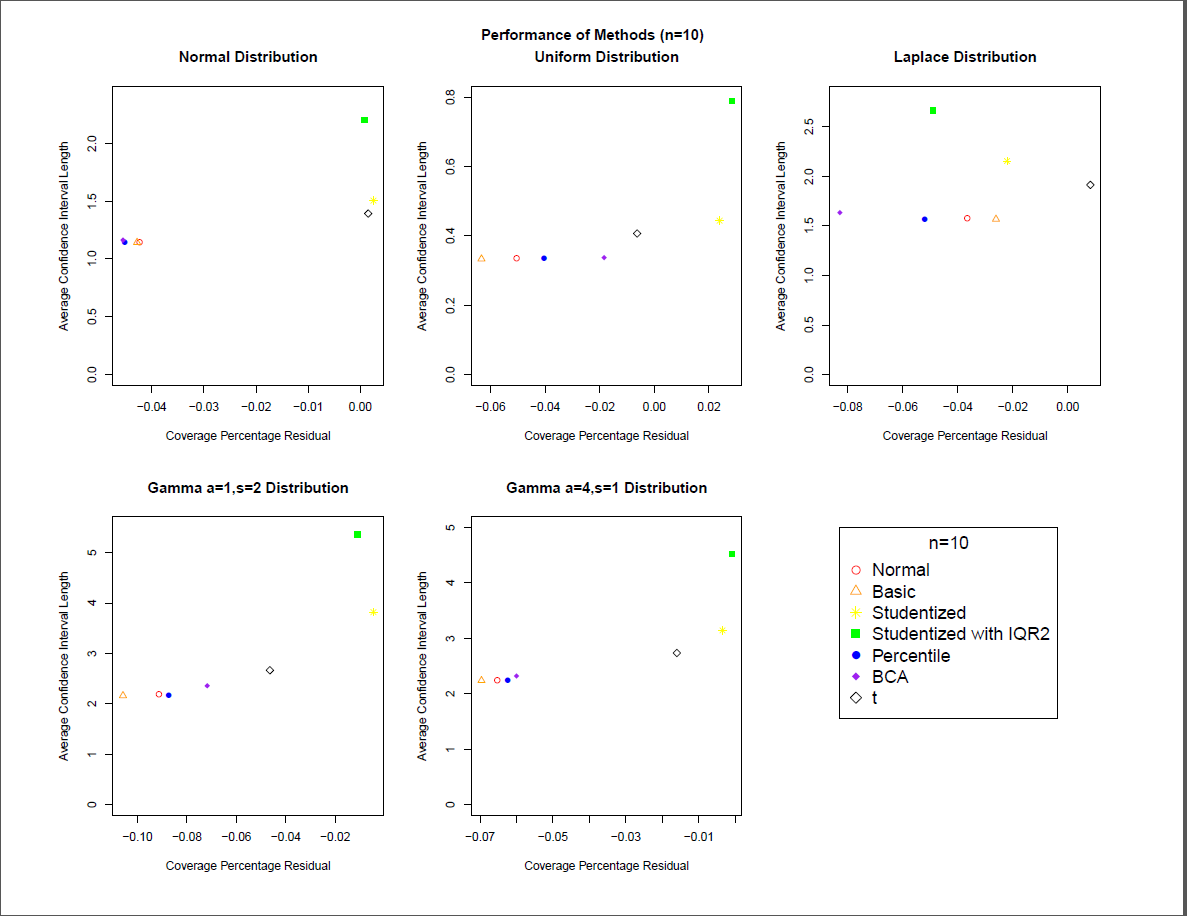 Performance of Methods (n=10)
Normal Distribution
Average Confidence Interval Length
0.0 0.5 1.0 1.5 2.0
−0.04 −0.03 −0.02 −0.01 0.00
Coverage Percentage Residual
Uniform Distribution
Average Confidence Interval Length
0.0 0.2 0.4 0.6 0.8
−0.06 −0.04 −0.02 0.00 0.02
Coverage Percentage Residual
Laplace Distribution
Average Confidence Interval Length
0.0 0.5 1.0 1.5 2.0 2.5
−0.08 −0.06 −0.04 −0.02 0.00
Coverage Percentage Residual
Gamma a=1,s=2 Distribution
Average Confidence Interval Length
0 1 2 3 4 5
−0.10 −0.08 −0.06 −0.04 −0.02
Coverage Percentage Residual
Gamma a=4,s=1 Distribution
Average Confidence Interval Length
0 1 2 3 4 5
−0.07 −0.05 −0.03 −0.01
Coverage Percentage Residual
n=10
Normal
Basic
Studentized
Studentized with IQR2
Percentile
BCA
t